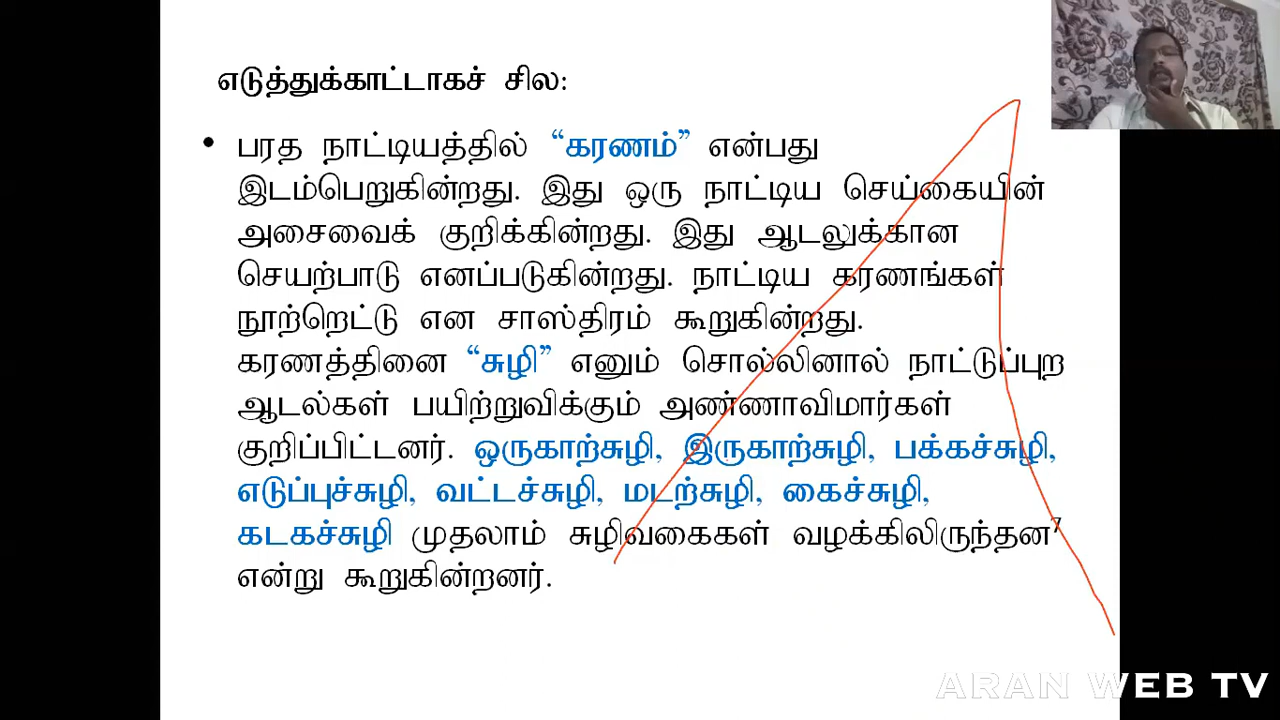 எடுத்துக்காட்டாகச் சில:
• பரத நாட்டியத்தில் “கரணம்” என்பது
இடம்பெறுகின்றது. இது ஒரு நாட்டிய செய்கையின்
அசைவைக் குறிக்கின்றது. இது ஆடலுக்கான
செயற்பாடு எனப்படுகின்றது. நாட்டிய கரணங்கள்
நூற்றெட்டு என சாஸ்திரம் கூறுகின்றது.
கரணத்தினை “சுழி” எனும் சொல்லினால் நாட்டுப்புற
ஆடல்கள் பயிற்றுவிக்கும் அண்ணாவிமார்கள்
குறிப்பிட்டனர். ஒருகாற்சுழி, இருகாற்சுழி, பக்கச்சுழி,
எடுப்புச்சுழி, வட்டச்சுழி, மடற்சுழி, கைச்சுழி,
கடகச்சுழி முதலாம் சுழிவகைகள் வழக்கிலிருந்தன⁷
என்று கூறுகின்றனர்.
ARAN WEB TV